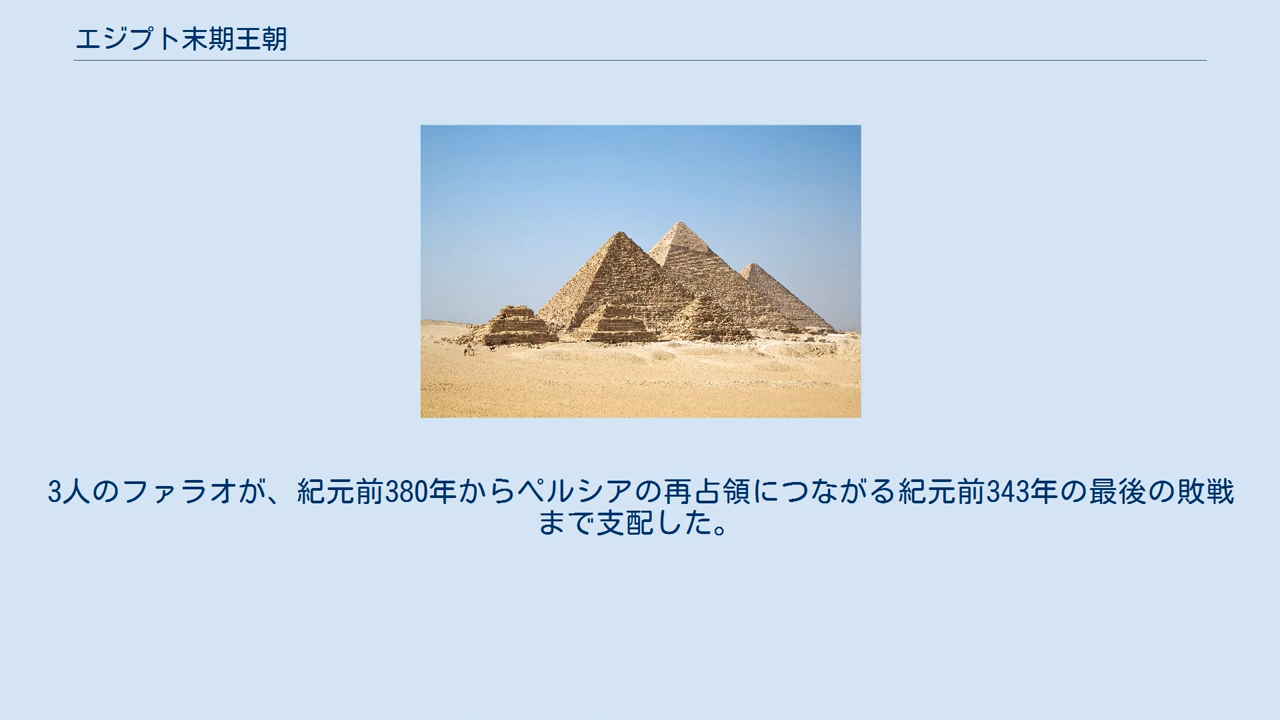 エジプト末期王朝
3人のファラオが、紀元前380年からペルシアの再占領につながる紀元前343年の最後の敗戦
まで支配した。